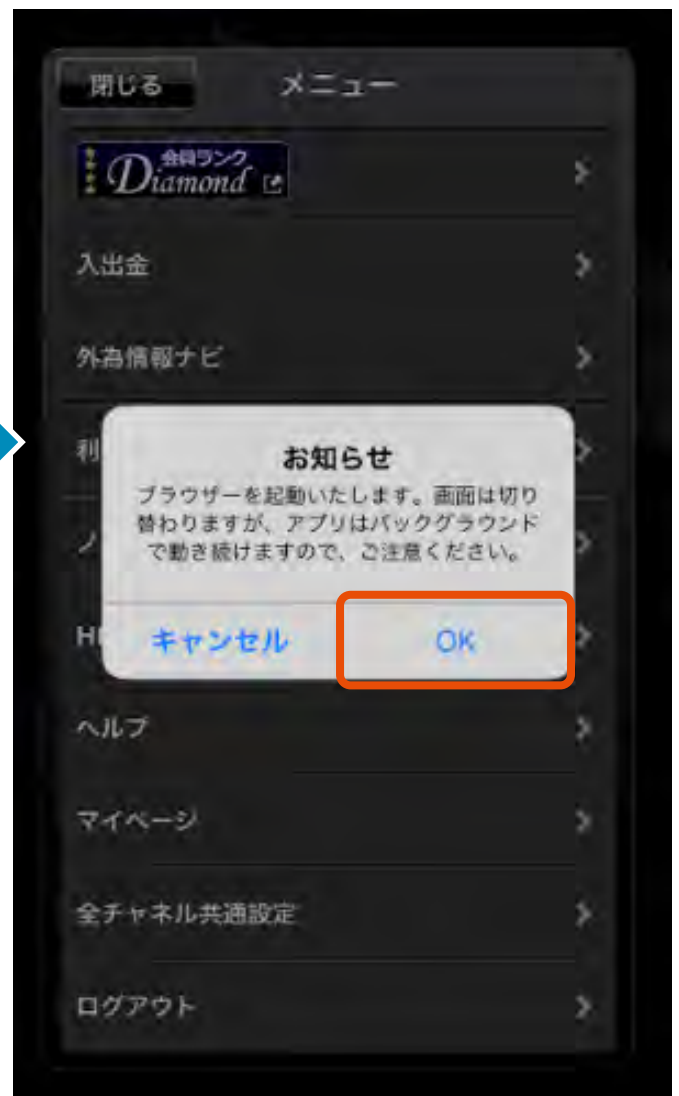 閉じる
メニュー
会員ランク
Diamond
入出金
外為情報ナビ
利
お知らせ
ブラウザーを起動いたします。画面は切り
替わりますが、アプリはバックグラウンド
で動き続けますので、ご注意ください。
キャンセル
OK
ヘルプ
マイページ
全チャネル共通設定
ログアウト